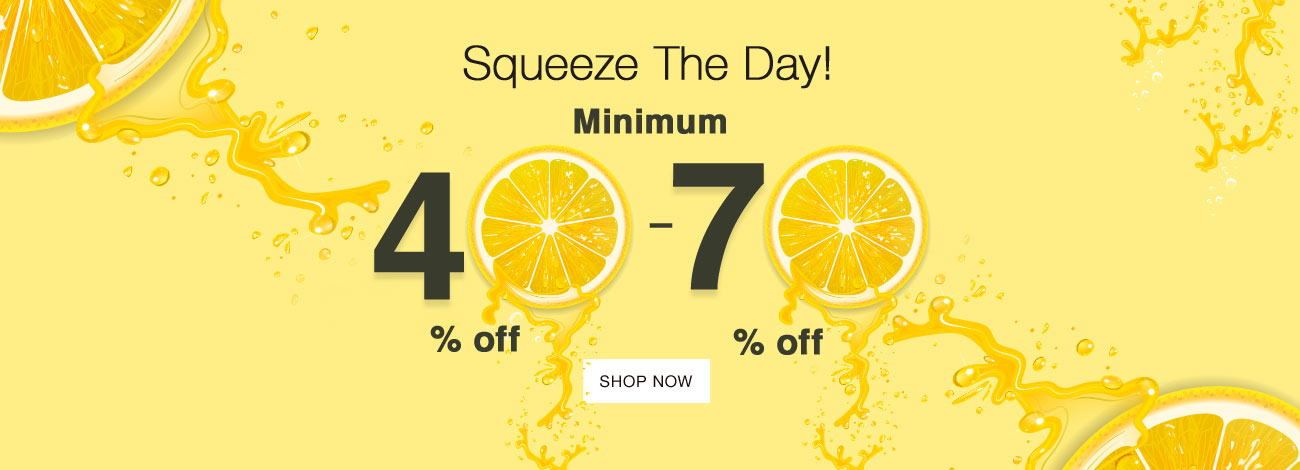 Squeeze The Day!
Minimum
40 - 70
% off % off
SHOP NOW